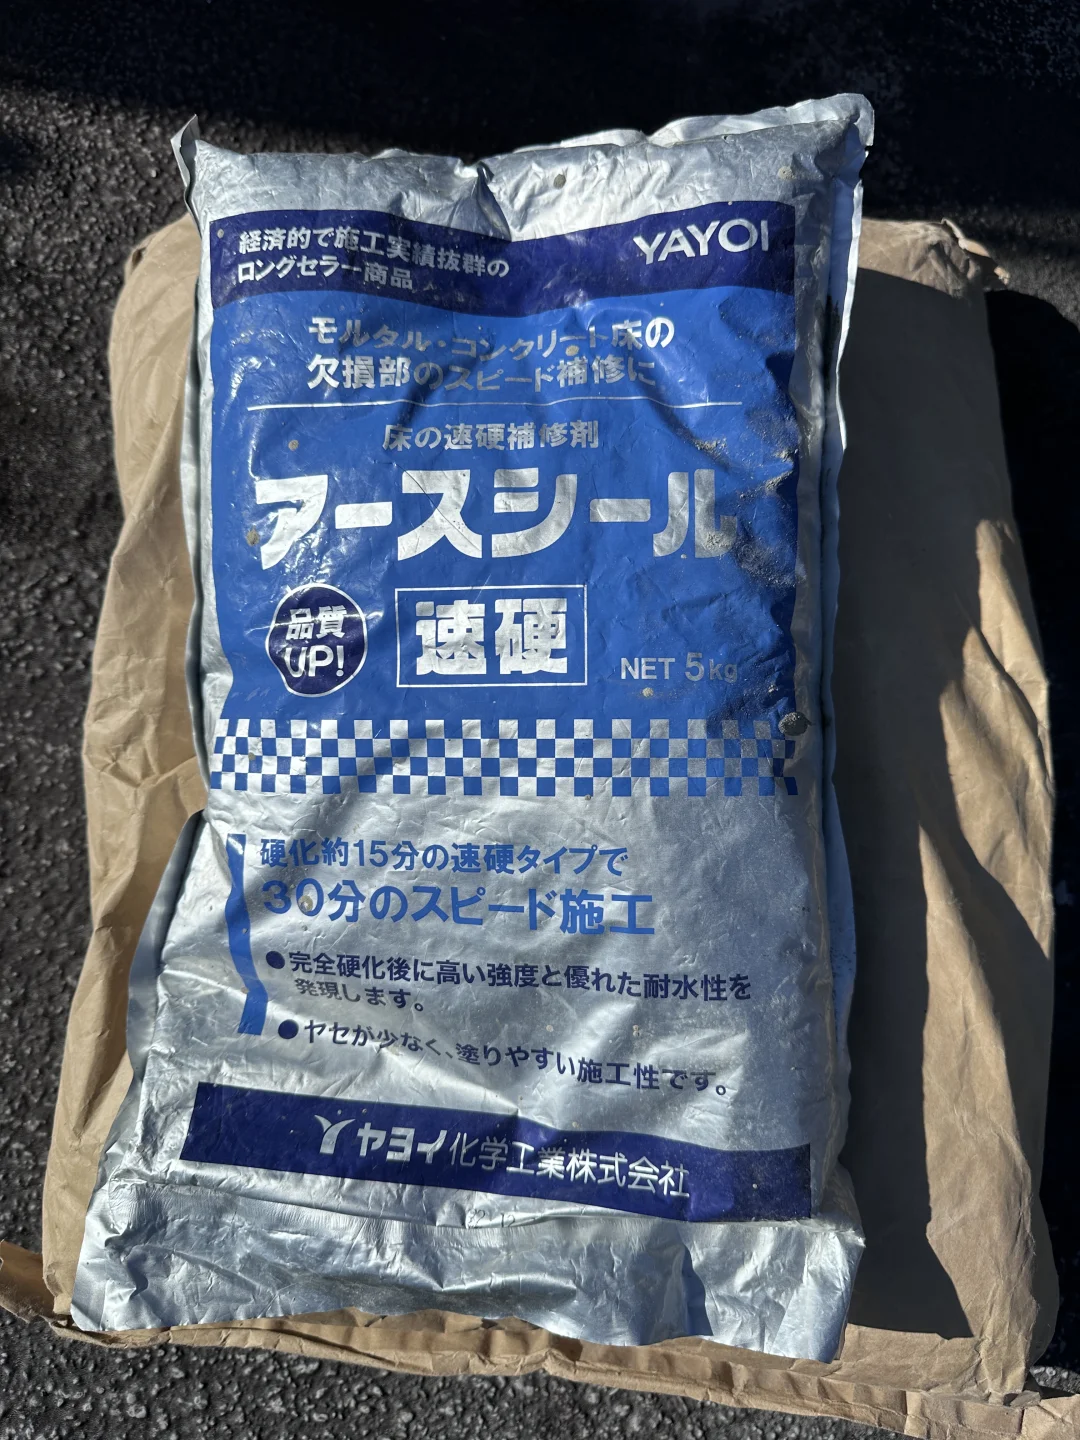 YAYOI
経済的で施工実績抜群の
ロングセラー商品
モルタル・コンクリート床の
欠損部のスピード補修に
床の速硬補修剤
アースシール
品質
UP!
速硬
NET 5kg
硬化約15分の速硬タイプで
30分のスピード施工
●完全硬化後に高い強度と優れた耐水性を
発現します。
●ヤセが少なく、塗りやすい施工性です。
ヤヨイ化学工業株式会社